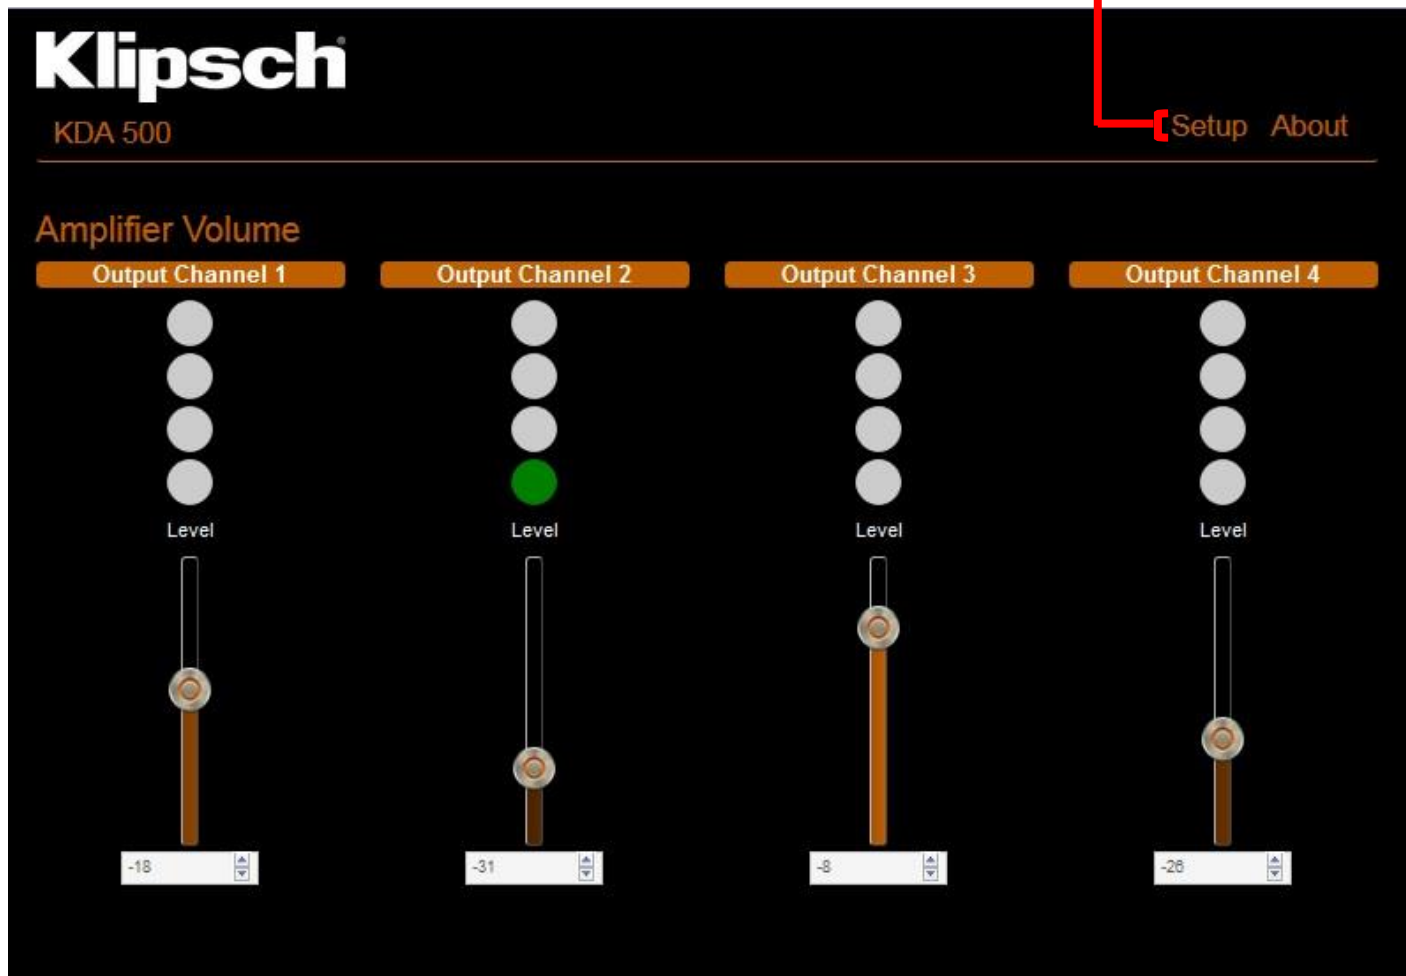 Klipsch
KDA 500
Setup About
Amplifier Volume
Output Channel 1 Output Channel 2 Output Channel 3 Output Channel 4
Level Level Level Level
-18 -31 -8 -26